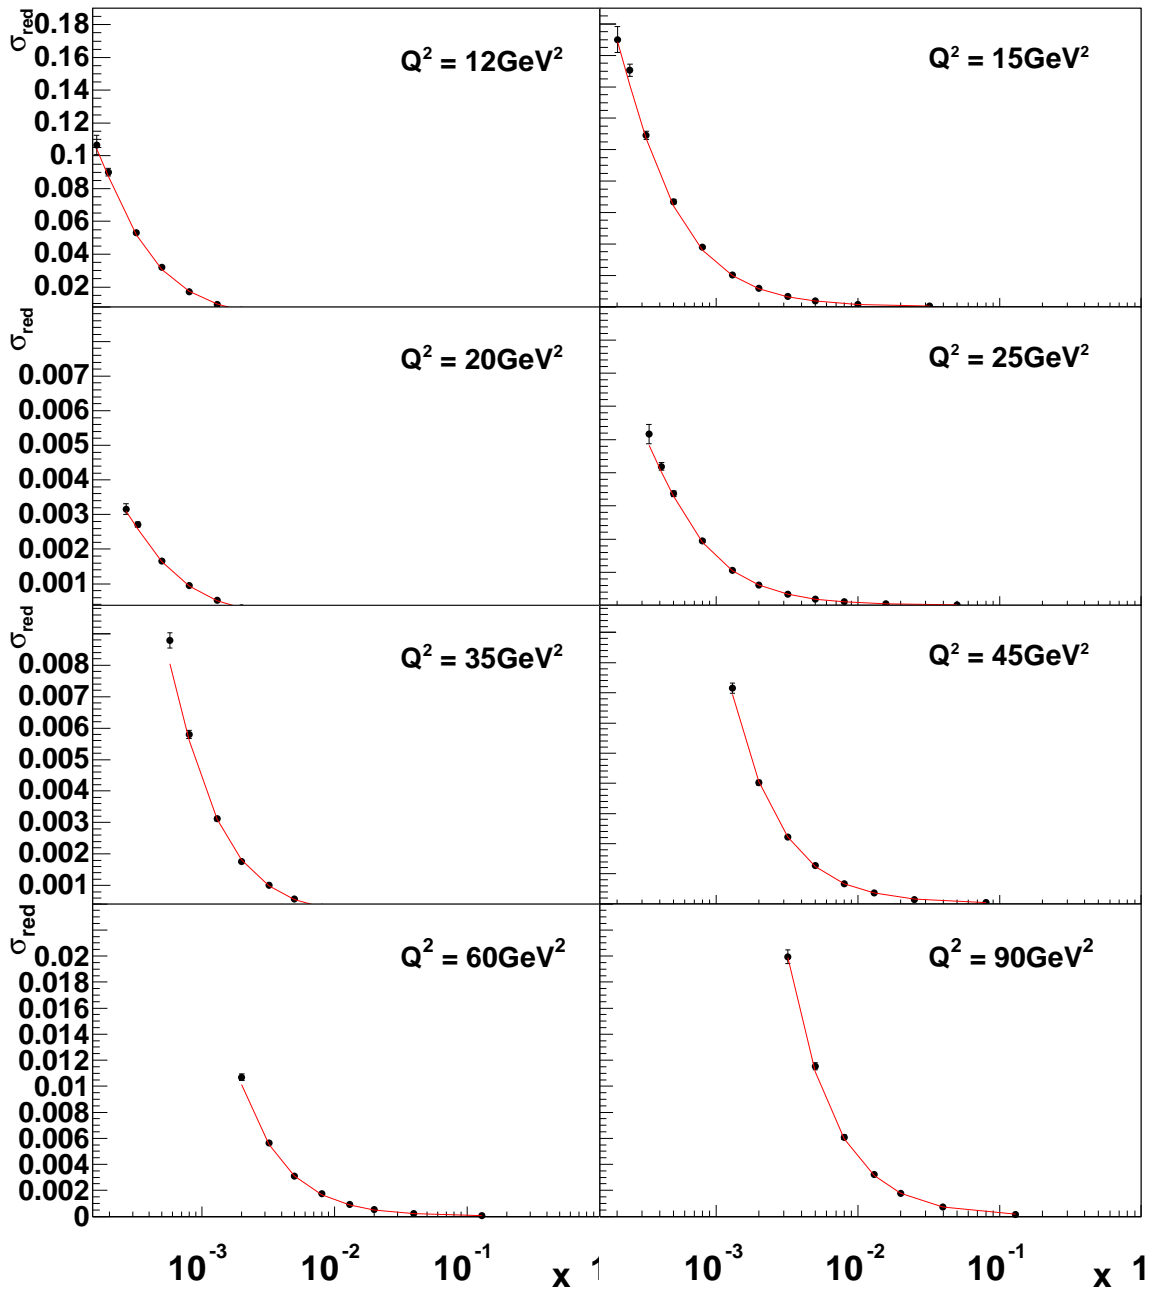 σred
0.18
0.16
0.14
0.12
0.1
0.08
0.06
0.04
0.02
Q² = 12GeV²
Q² = 15GeV²
σred
0.007
0.006
0.005
0.004
0.003
0.002
0.001
Q² = 20GeV²
Q² = 25GeV²
σred
0.008
0.007
0.006
0.005
0.004
0.003
0.002
0.001
Q² = 35GeV²
Q² = 45GeV²
σred
0.02
0.018
0.016
0.014
0.012
0.01
0.008
0.006
0.004
0.002
0
Q² = 60GeV²
Q² = 90GeV²
10⁻³ 10⁻² 10⁻¹ x 1
10⁻³ 10⁻² 10⁻¹ x 1